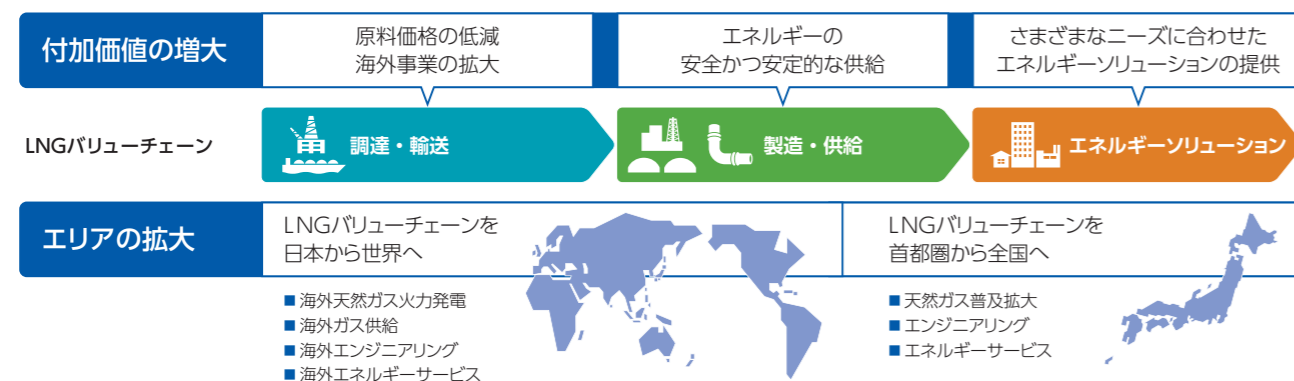 付加価値の増大
原料価格の低減
海外事業の拡大
エネルギーの
安全かつ安定的な供給
さまざまなニーズに合わせた
エネルギーソリューションの提供
LNGバリューチェーン
調達・輸送
製造・供給
エネルギーソリューション
エリアの拡大
LNGバリューチェーンを
日本から世界へ
■ 海外天然ガス火力発電
■ 海外ガス供給
■ 海外エンジニアリング
■ 海外エネルギーサービス
LNGバリューチェーンを
首都圏から全国へ
■ 天然ガス普及拡大
■ エンジニアリング
■ エネルギーサービス